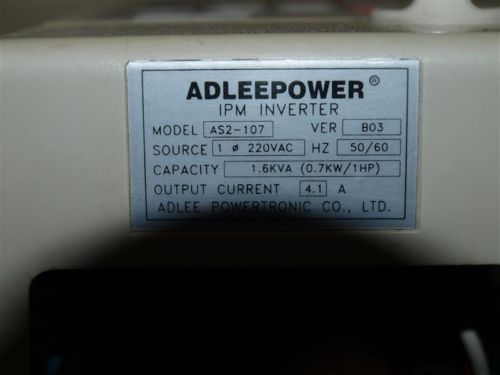 ADLEEPOWER®
IPM INVERTER
MODEL AS2-107 VER B03
SOURCE 1 ø 220VAC HZ 50/60
CAPACITY 1.6KVA (0.7KW/1HP)
OUTPUT CURRENT 4.1 A
ADLEE POWERTRONIC CO., LTD.